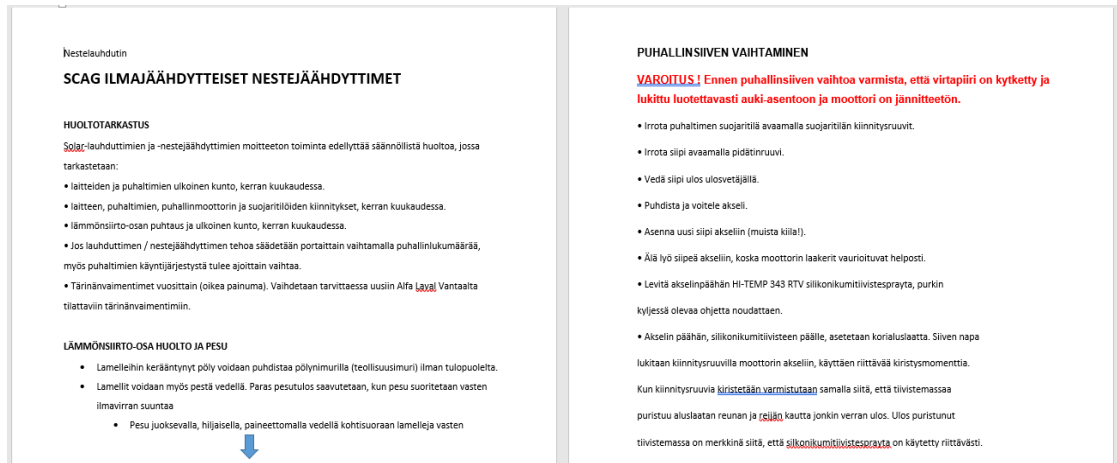 Nestelauhdutin
SCAG ILMAJÄÄHDYTTEISET NESTEJÄÄHDYTTIMET
HUOLTOTARKASTUS
Solar-lauhduttimien ja -nestejäähdyttimien moitteeton toiminta edellyttää säännöllistä huoltoa, jossa
tarkastetaan:
• laitteiden ja puhaltimien ulkoinen kunto, kerran kuukaudessa.
• laitteen, puhaltimien, puhallinmoottorin ja suojaritilöiden kiinnitykset, kerran kuukaudessa.
• lämmönsiirto-osan puhtaus ja ulkoinen kunto, kerran kuukaudessa.
• Jos lauhduttimen / nestejäähdyttimen tehoa säädetään portaittain vaihtamalla puhallinlukumäärää,
myös puhaltimien käyntijärjestystä tulee ajoittain vaihtaa.
• Tärinänvaimentimet vuosittain (oikea painuma). Vaihdetaan tarvittaessa uusiin Alfa Laval Vantaalta
tilattaviin tärinänvaimentimiin.
LÄMMÖNSIIRTO-OSA HUOLTO JA PESU
• Lamelleihin kerääntynyt pöly voidaan puhdistaa pölynimurilla (teollisuusimuri) ilman tulopuolelta.
• Lamellit voidaan myös pestä vedellä. Paras pesutulos saavutetaan, kun pesu suoritetaan vasten
ilmavirran suuntaa
• Pesu juoksevalla, hiljaisella, paineettomalla vedellä kohtisuoraan lamelleja vasten
PUHALLINSIIVEN VAIHTAMINEN
VAROITUS ! Ennen puhallinsiiven vaihtoa varmista, että virtapiiri on kytketty ja
lukittu luotettavasti auki-asentoon ja moottori on jännitteetön.
• Irrota puhaltimen suojaritilä avaamalla suojaritilän kiinnitysruuvit.
• Irrota siipi avaamalla pidätinruuvi.
• Vedä siipi ulos ulosvetäjällä.
• Puhdista ja voitele akseli.
• Asenna uusi siipi akseliin (muista kiila!).
• Älä lyö siipeä akseliin, koska moottorin laakerit vaurioituvat helposti.
• Levitä akselinpäähän HI-TEMP 343 RTV silikonikumitiivistesprayta, purkin
kyljessä olevaa ohjetta noudattaen.
• Akselin päähän, silikonikumitiivisteen päälle, asetetaan korialuslaatta. Siiven napa
lukitaan kiinnitysruuvilla moottorin akseliin, käyttäen riittävää kiristysmomenttia.
Kun kiinnitysruuvia kiristetään varmistutaan samalla siitä, että tiivistemassaa
puristuu aluslaatan reunan ja reijän kautta jonkin verran ulos. Ulos puristunut
tiivistemassa on merkkinä siitä, että silkonikumitiivistesprayta on käytetty riittävästi.